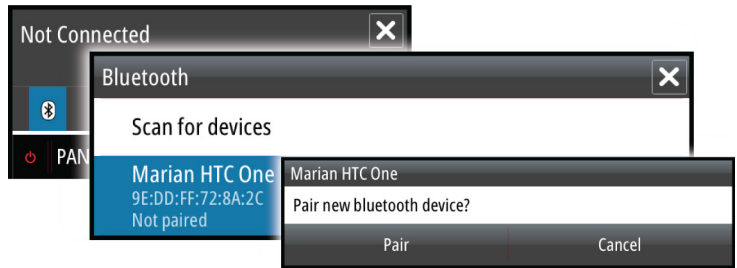 Not Connected
Bluetooth
Scan for devices
PAN
Marian HTC One
9E:DD:FF:72:8A:2C
Not paired
Marian HTC One
Pair new bluetooth device?
Pair Cancel